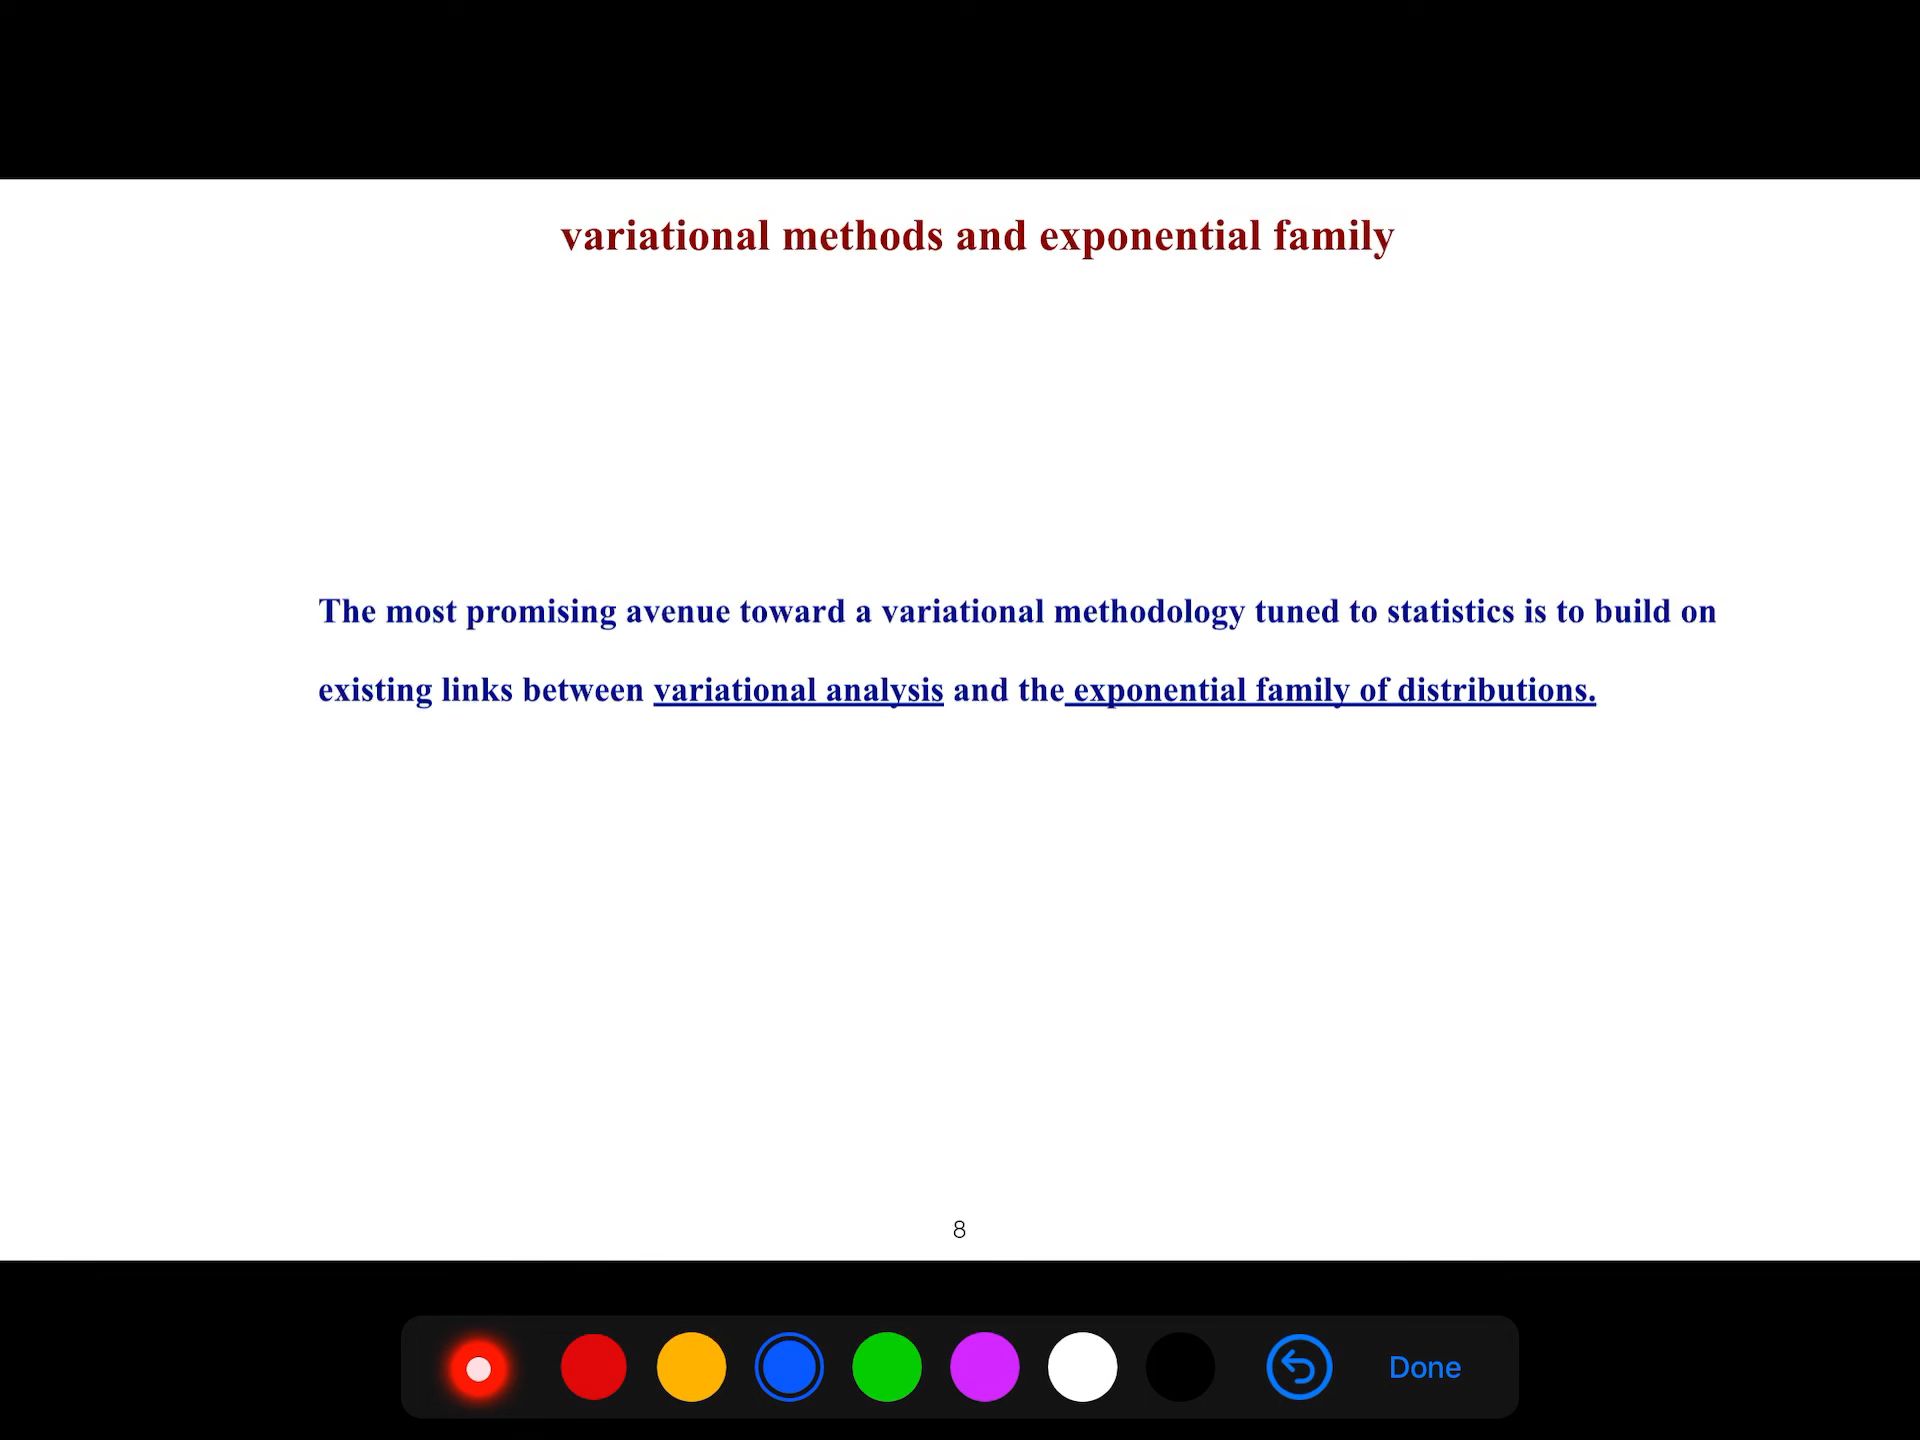 variational methods and exponential family
The most promising avenue toward a variational methodology tuned to statistics is to build on
existing links between variational analysis and the exponential family of distributions.
8
Done